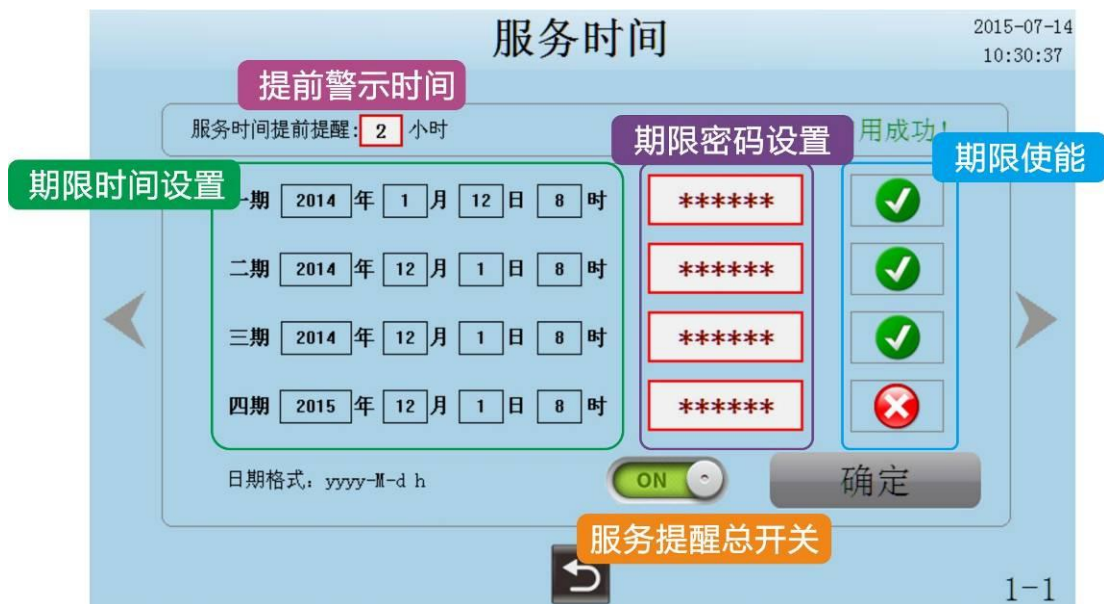 服务时间
2015-07-14
10:30:37
提前警示时间
服务时间提前提醒: 2 小时
用成功!
期限密码设置
期限使能
期限时间设置
一期 2014 年 1 月 12 日 8 时 ******
二期 2014 年 12 月 1 日 8 时 ******
三期 2014 年 12 月 1 日 8 时 ******
四期 2015 年 12 月 1 日 8 时 ******
日期格式: yyyy-M-d h
ON
确定
服务提醒总开关
1-1